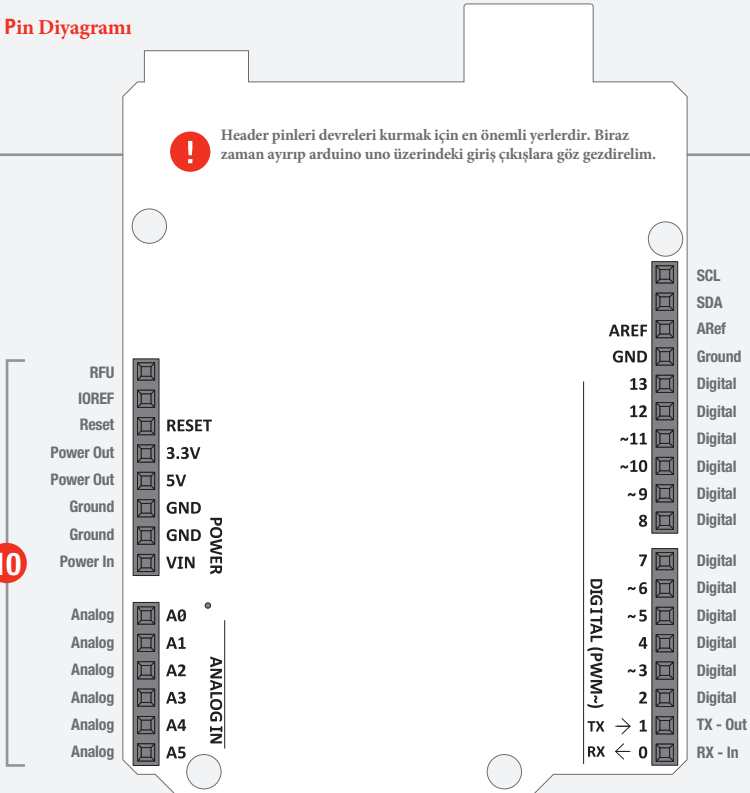 Pin Diyagramı
Header pinleri devreleri kurmak için en önemli yerlerdir. Biraz
zaman ayırıp arduino uno üzerindeki giriş çıkışlara göz gezdirelim.
!
10
RFU
IOREF
Reset RESET
Power Out 3.3V
Power Out 5V
Ground GND
Ground GND
Power In VIN
POWER
Analog A0
Analog A1
Analog A2
Analog A3
Analog A4
Analog A5
ANALOG IN
SCL
SDA
AREF ARef
GND Ground
13 Digital
12 Digital
~11 Digital
~10 Digital
~9 Digital
8 Digital
7 Digital
~6 Digital
~5 Digital
4 Digital
~3 Digital
2 Digital
TX → 1 TX - Out
RX ← 0 RX - In
DIGITAL (PWM~)